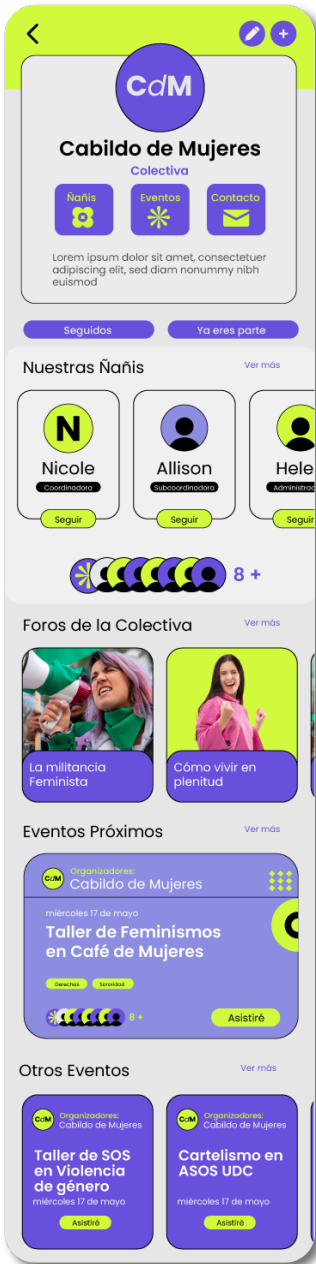 CdM
Cabildo de Mujeres
Colectiva
Ñañis
Eventos
Contacto
Lorem ipsum dolor sit amet, consectetuer
adipiscing elit, sed diam nonummy nibh
euismod
Seguidos
Ya eres parte
Nuestras Ñañis
Ver más
N
Nicole
Coordinadora
Seguir
Allison
Subcoordinadora
Seguir
Hele
Administrad
Seguir
8 +
Foros de la Colectiva
Ver más
La militancia
Feminista
Cómo vivir en
plenitud
Eventos Próximos
Ver más
CdM
Organizadores:
Cabildo de Mujeres
miércoles 17 de mayo
Taller de Feminismos
en Café de Mujeres
Derechos
Sororidad
8 +
Asistiré
Otros Eventos
Ver más
CdM
Organizadores:
Cabildo de Mujeres
Taller de SOS
en Violencia
de género
miércoles 17 de mayo
Asistiré
CdM
Organizadores:
Cabildo de Mujeres
Cartelismo en
ASOS UDC
miércoles 17 de mayo
Asistiré